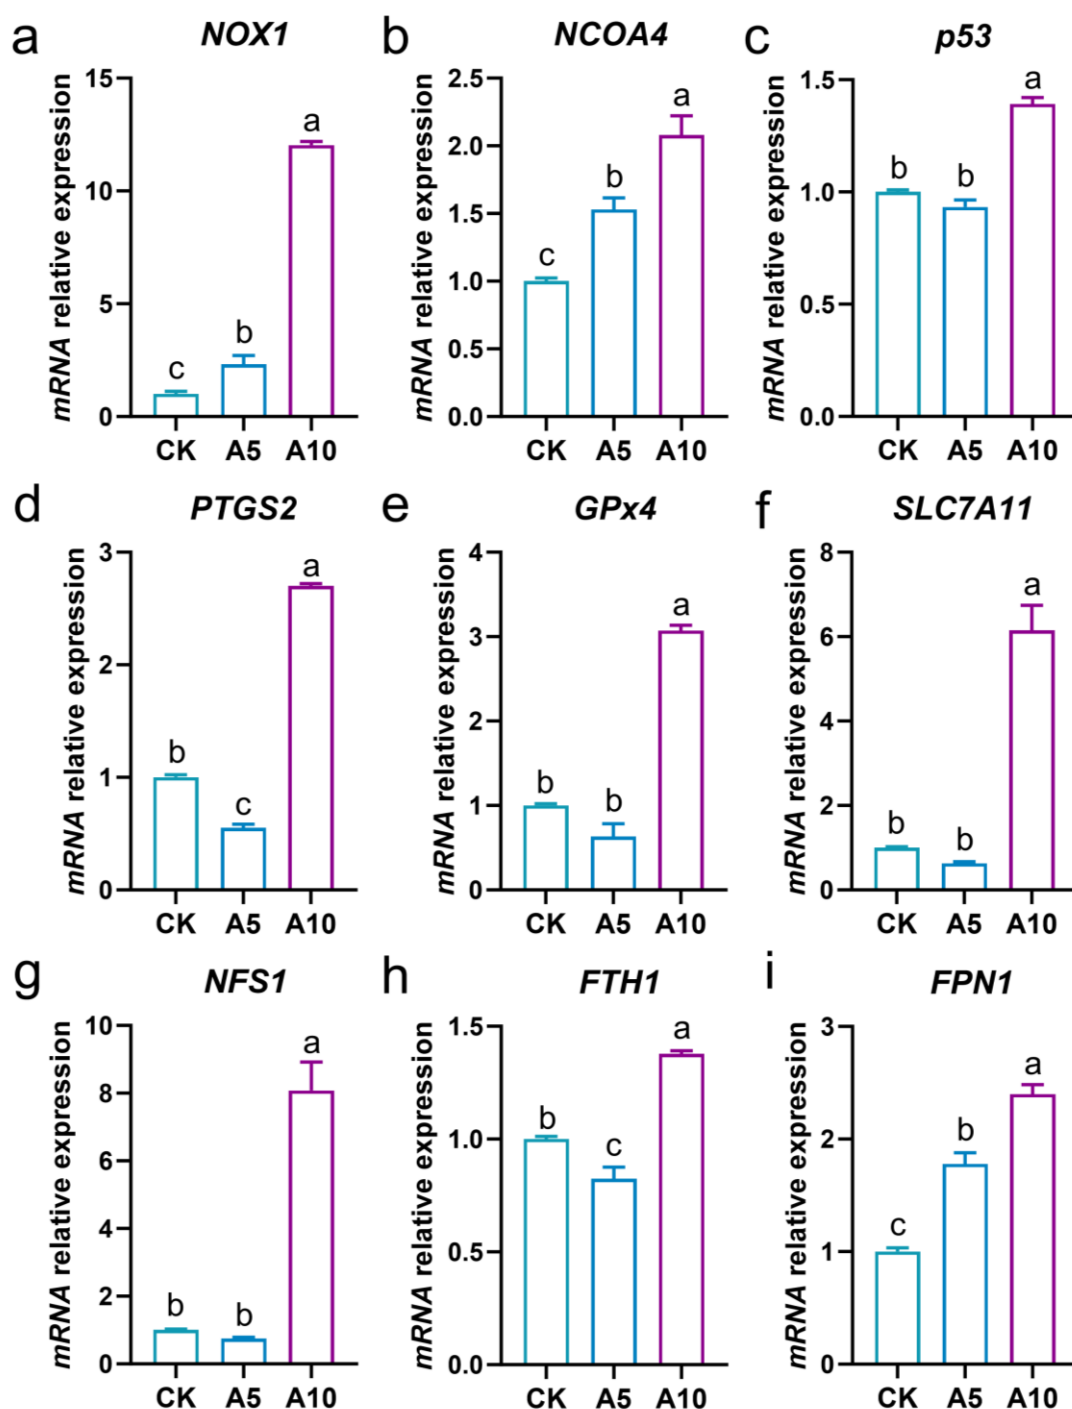 a NOX1
mRNA relative expression
15
10
5
0
c
b
a
CK A5 A10
b NCOA4
mRNA relative expression
2.5
2.0
1.5
1.0
0.5
0.0
c
b
a
CK A5 A10
c p53
mRNA relative expression
1.5
1.0
0.5
0.0
b
b
a
CK A5 A10
d PTGS2
mRNA relative expression
3
2
1
0
b
c
a
CK A5 A10
e GPx4
mRNA relative expression
4
3
2
1
0
b
b
a
CK A5 A10
f SLC7A11
mRNA relative expression
8
6
4
2
0
b
b
a
CK A5 A10
g NFS1
mRNA relative expression
10
8
6
4
2
0
b
b
a
CK A5 A10
h FTH1
mRNA relative expression
1.5
1.0
0.5
0.0
b
c
a
CK A5 A10
i FPN1
mRNA relative expression
3
2
1
0
c
b
a
CK A5 A10